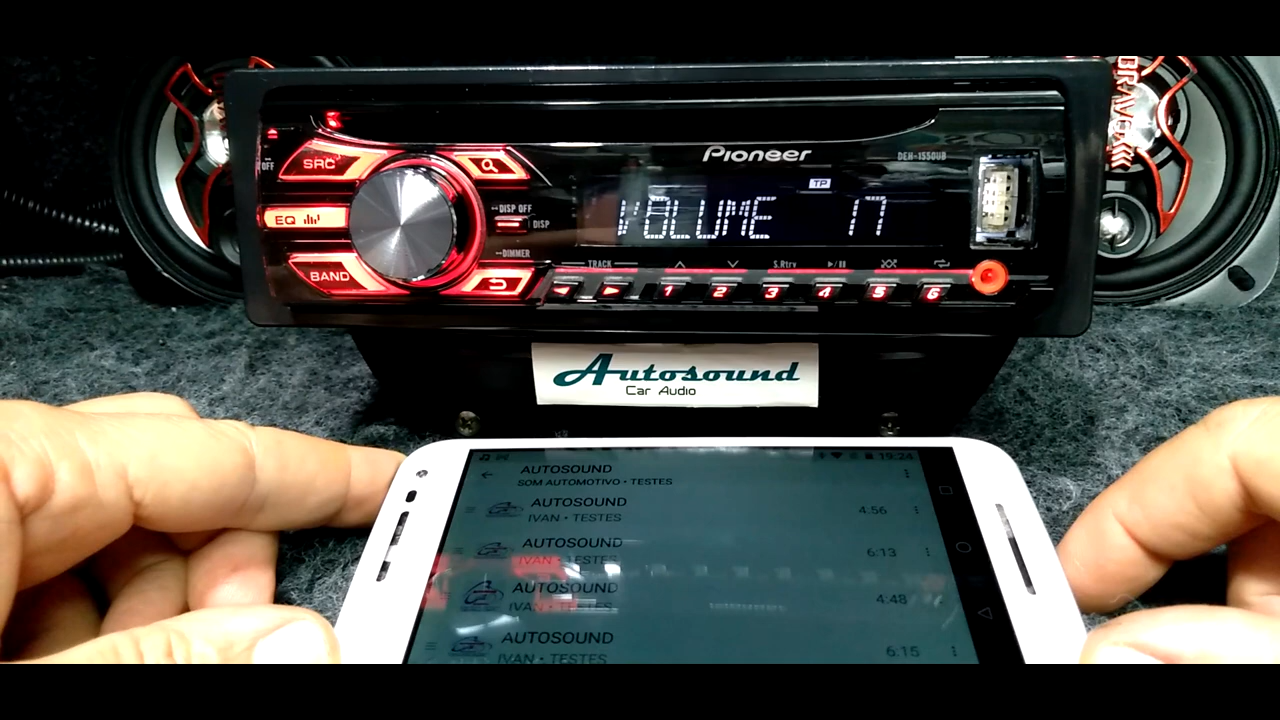 Pioneer
DEH-1550UB
TP
VOLUME 17
SRC
OFF
EQ
BAND
DISP OFF
DISP
DIMMER
TRACK
S.Rtrv
1 2 3 4 5 6
BRAVOX
Autosound
Car Audio
19:24
AUTOSOUND
SOM AUTOMOTIVO • TESTES
AUTOSOUND
IVAN • TESTES
4:56
AUTOSOUND
IVAN • TESTES
6:13
AUTOSOUND
IVAN
4:48
AUTOSOUND
IVAN • TESTES
6:15